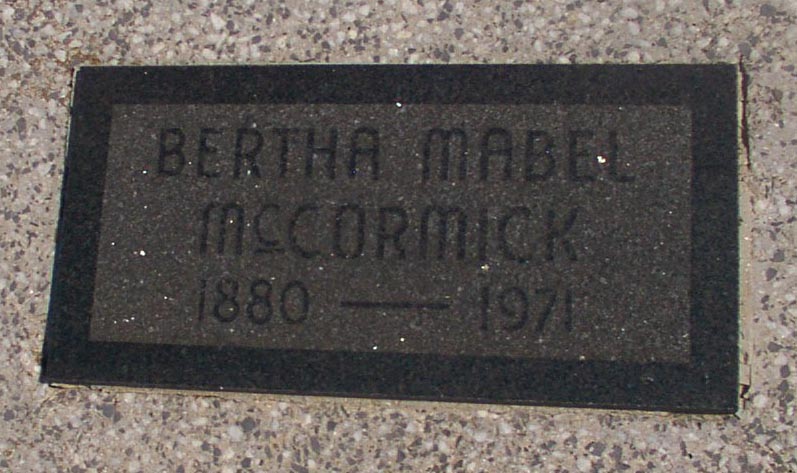 BERTHA MABEL
McCORMICK
1880 — 1971